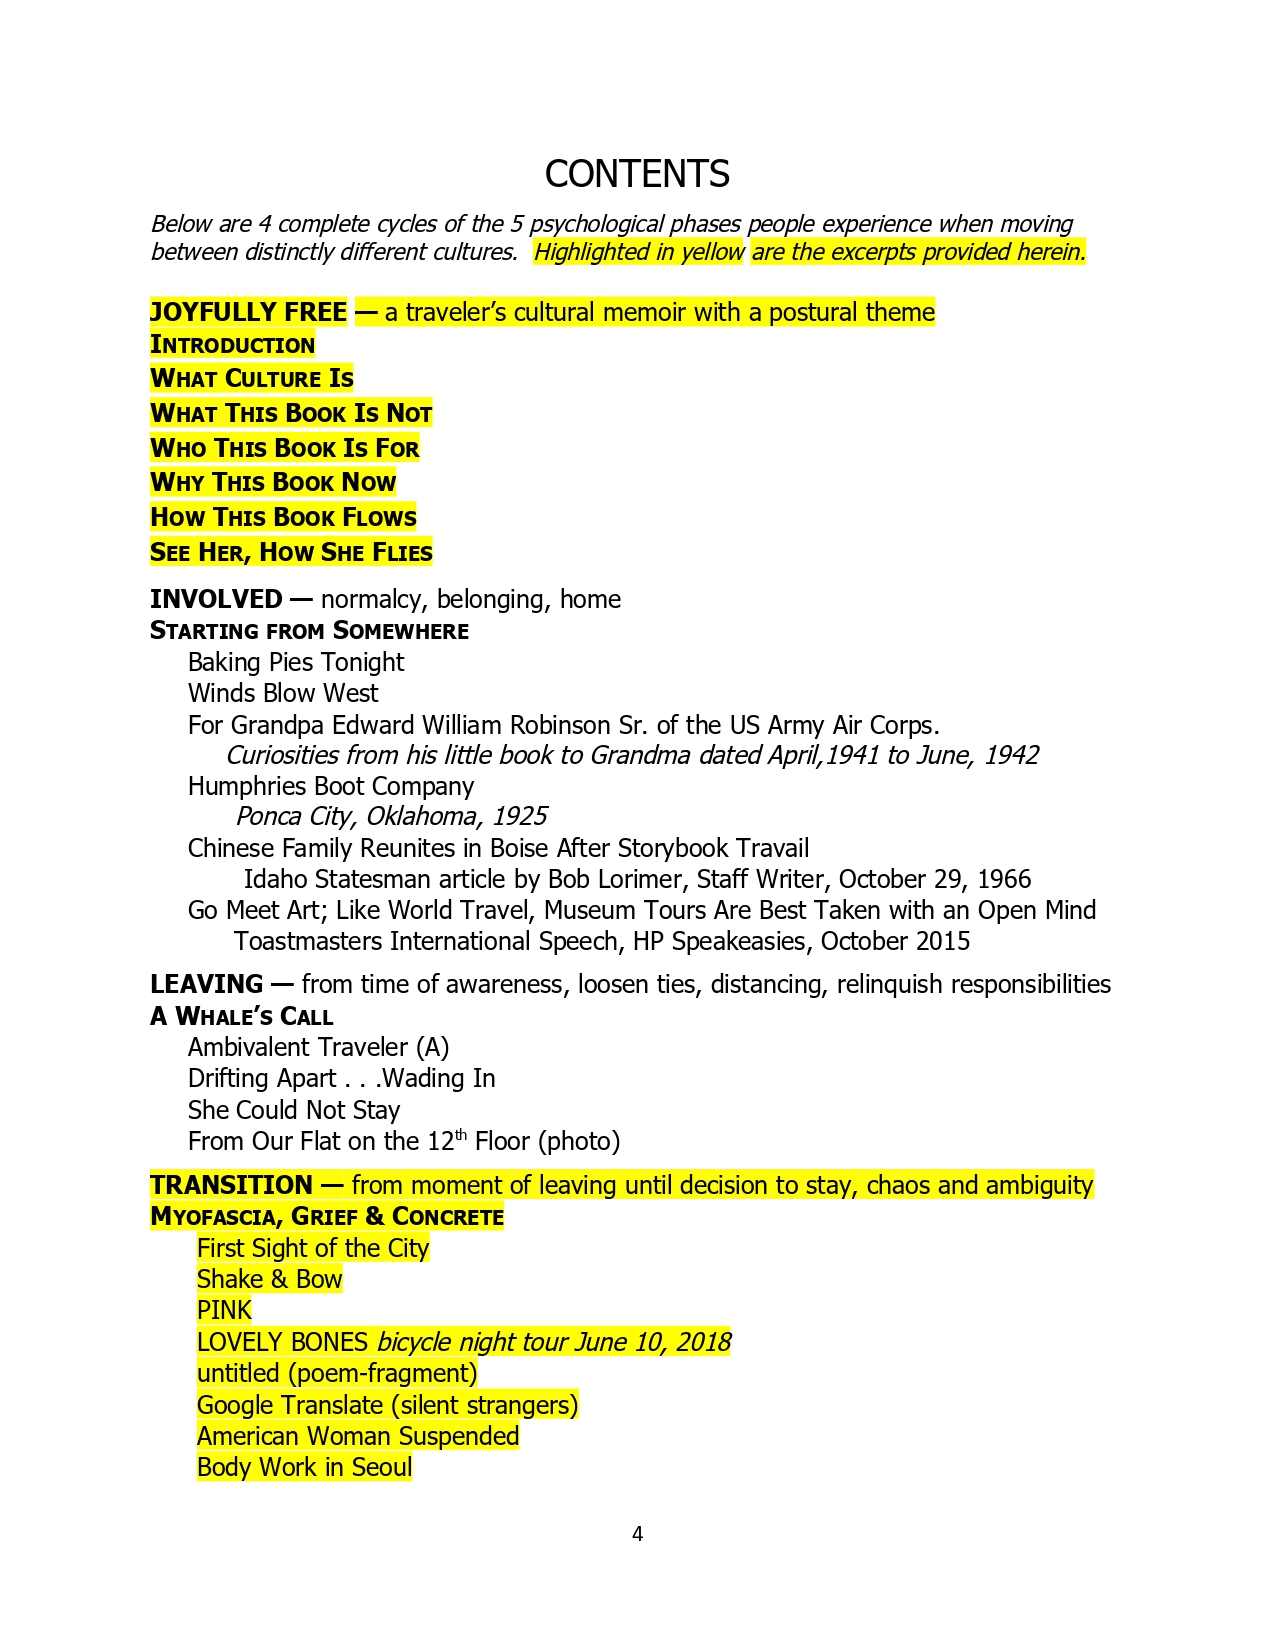 CONTENTS
Below are 4 complete cycles of the 5 psychological phases people experience when moving
between distinctly different cultures. Highlighted in yellow are the excerpts provided herein.
JOYFULLY FREE — a traveler’s cultural memoir with a postural theme
INTRODUCTION
WHAT CULTURE IS
WHAT THIS BOOK IS NOT
WHO THIS BOOK IS FOR
WHY THIS BOOK NOW
HOW THIS BOOK FLOWS
SEE HER, HOW SHE FLIES
INVOLVED — normalcy, belonging, home
STARTING FROM SOMEWHERE
Baking Pies Tonight
Winds Blow West
For Grandpa Edward William Robinson Sr. of the US Army Air Corps.
Curiosities from his little book to Grandma dated April,1941 to June, 1942
Humphries Boot Company
Ponca City, Oklahoma, 1925
Chinese Family Reunites in Boise After Storybook Travail
Idaho Statesman article by Bob Lorimer, Staff Writer, October 29, 1966
Go Meet Art; Like World Travel, Museum Tours Are Best Taken with an Open Mind
Toastmasters International Speech, HP Speakeasies, October 2015
LEAVING — from time of awareness, loosen ties, distancing, relinquish responsibilities
A WHALE’S CALL
Ambivalent Traveler (A)
Drifting Apart . . .Wading In
She Could Not Stay
From Our Flat on the 12th Floor (photo)
TRANSITION — from moment of leaving until decision to stay, chaos and ambiguity
MYOFASCIA, GRIEF & CONCRETE
First Sight of the City
Shake & Bow
PINK
LOVELY BONES bicycle night tour June 10, 2018
untitled (poem-fragment)
Google Translate (silent strangers)
American Woman Suspended
Body Work in Seoul
4